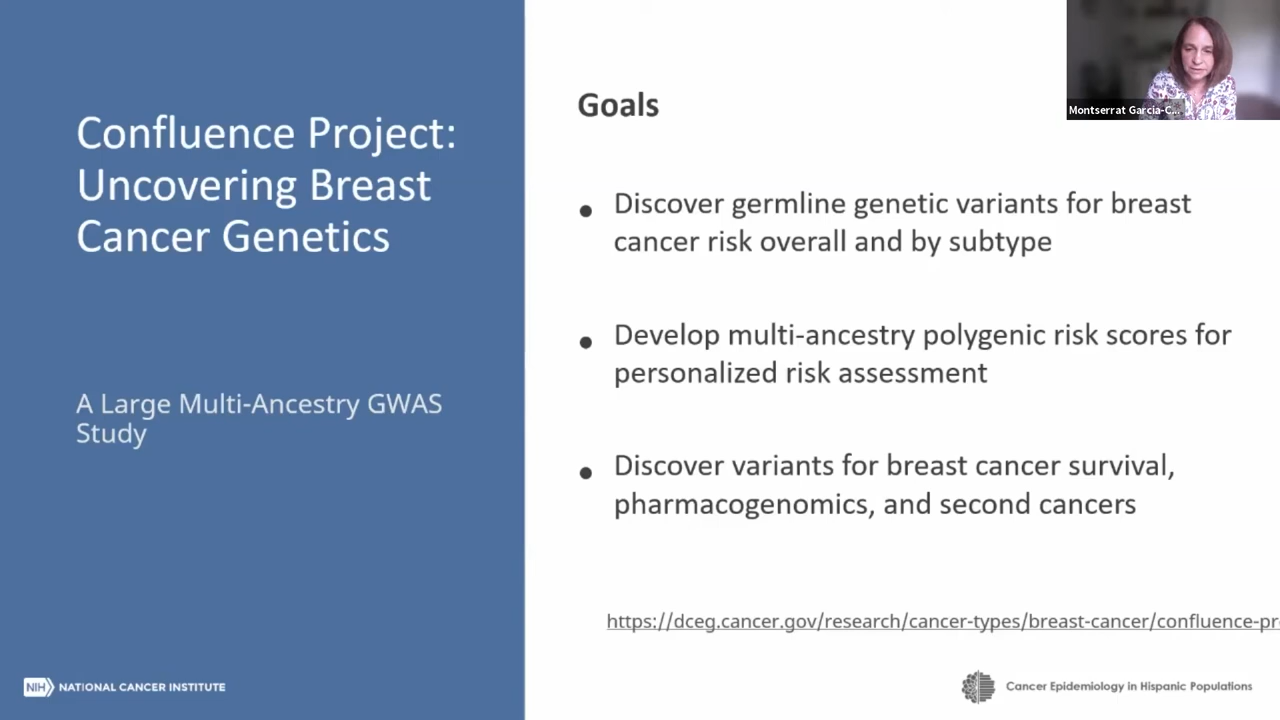 Confluence Project:
Uncovering Breast
Cancer Genetics
A Large Multi-Ancestry GWAS
Study
NIH NATIONAL CANCER INSTITUTE
Goals
• Discover germline genetic variants for breast
cancer risk overall and by subtype
• Develop multi-ancestry polygenic risk scores for
personalized risk assessment
• Discover variants for breast cancer survival,
pharmacogenomics, and second cancers
https://dceg.cancer.gov/research/cancer-types/breast-cancer/confluence-pr
Cancer Epidemiology in Hispanic Populations
Montserrat Garcia-C...